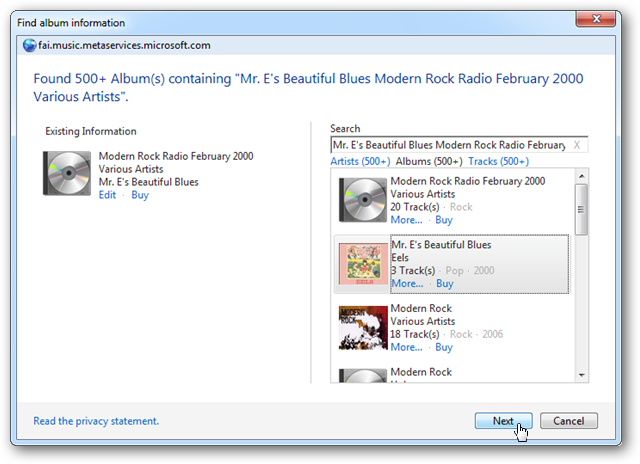 Find album information
fai.music.metaservices.microsoft.com
Found 500+ Album(s) containing "Mr. E's Beautiful Blues Modern Rock Radio February 2000
Various Artists".
Existing Information
Modern Rock Radio February 2000
Various Artists
Mr. E's Beautiful Blues
Edit · Buy
Search
Mr. E's Beautiful Blues Modern Rock Radio February X
Artists (500+) Albums (500+) Tracks (500+)
Modern Rock Radio February 2000
Various Artists
20 Track(s) · Rock
More... · Buy
Mr. E's Beautiful Blues
Eels
3 Track(s) · Pop · 2000
More... · Buy
EELS
MODERN
ROCK
Modern Rock
Various Artists
18 Track(s) · Rock · 2006
More... · Buy
Modern Rock
Read the privacy statement.
Next
Cancel